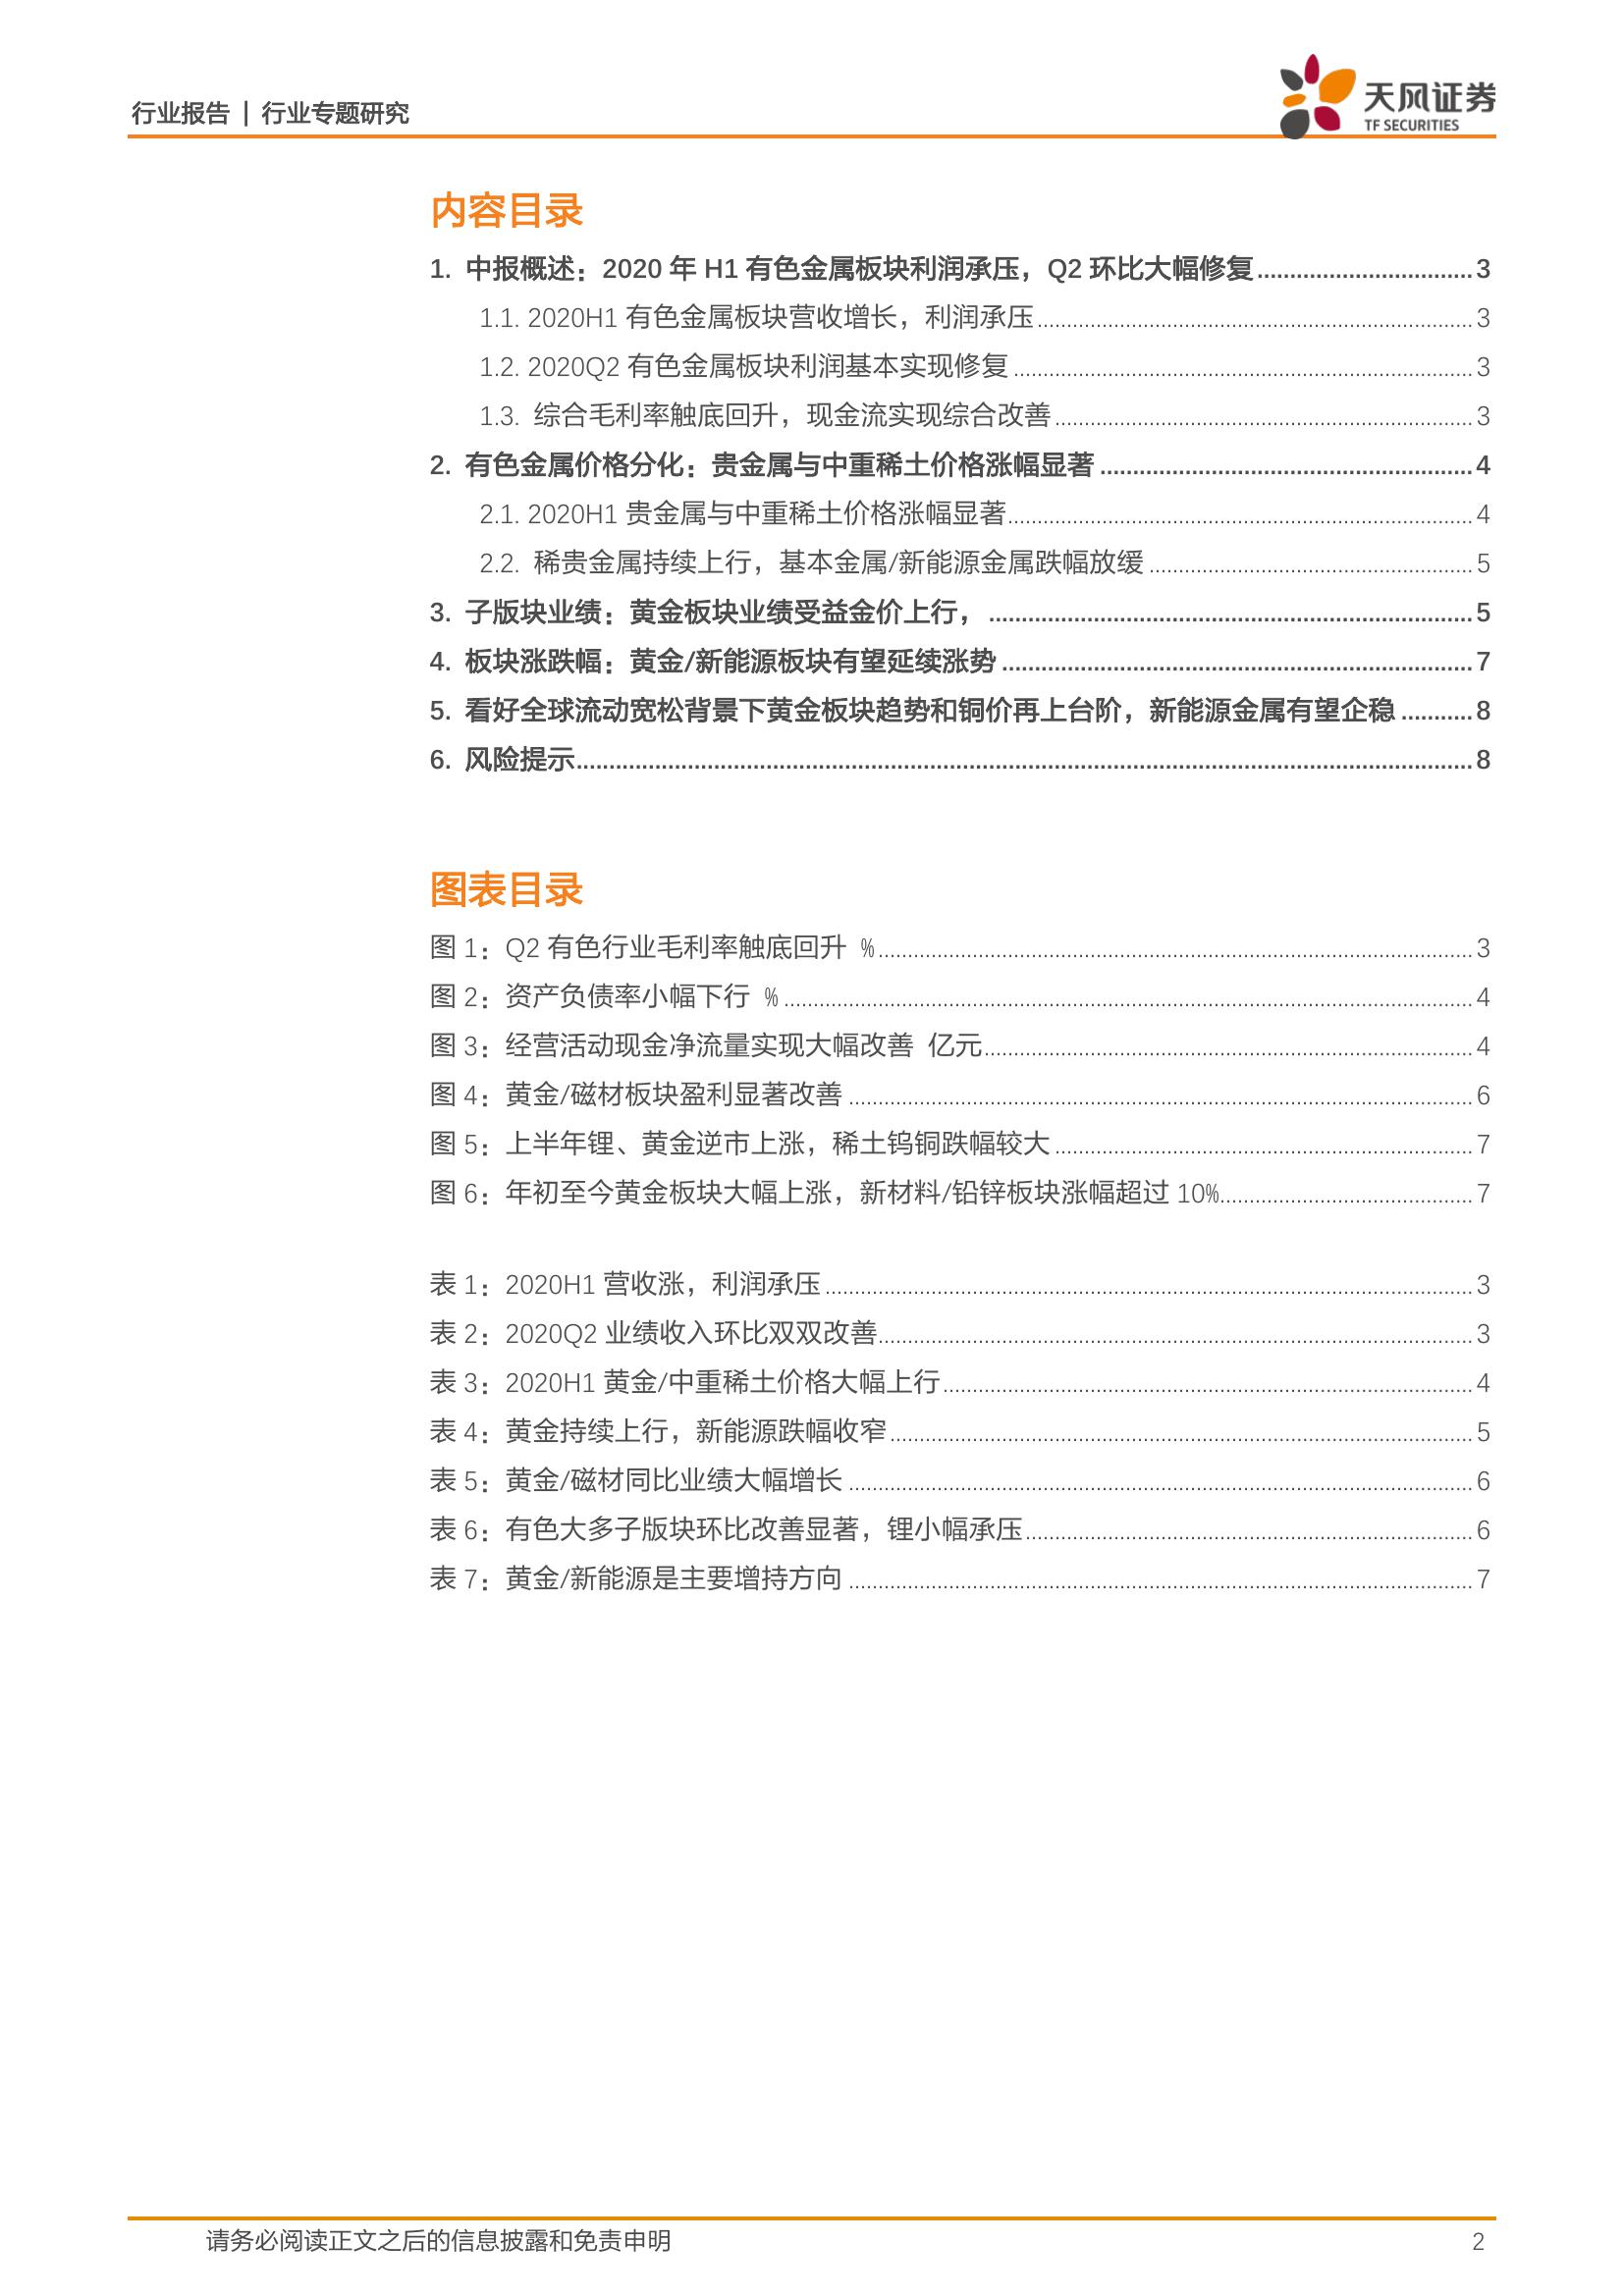 行业报告 | 行业专题研究
天风证券
TF SECURITIES
内容目录
1. 中报概述：2020 年 H1 有色金属板块利润承压，Q2 环比大幅修复 3
1.1. 2020H1 有色金属板块营收增长，利润承压 3
1.2. 2020Q2 有色金属板块利润基本实现修复 3
1.3. 综合毛利率触底回升，现金流实现综合改善 3
2. 有色金属价格分化：贵金属与中重稀土价格涨幅显著 4
2.1. 2020H1 贵金属与中重稀土价格涨幅显著 4
2.2. 稀贵金属持续上行，基本金属/新能源金属跌幅放缓 5
3. 子版块业绩：黄金板块业绩受益金价上行， 5
4. 板块涨跌幅：黄金/新能源板块有望延续涨势 7
5. 看好全球流动宽松背景下黄金板块趋势和铜价再上台阶，新能源金属有望企稳 8
6. 风险提示 8
图表目录
图 1：Q2 有色行业毛利率触底回升 % 3
图 2：资产负债率小幅下行 % 4
图 3：经营活动现金净流量实现大幅改善 亿元 4
图 4：黄金/磁材板块盈利显著改善 6
图 5：上半年锂、黄金逆市上涨，稀土钨铜跌幅较大 7
图 6：年初至今黄金板块大幅上涨，新材料/铅锌板块涨幅超过 10% 7
表 1：2020H1 营收涨，利润承压 3
表 2：2020Q2 业绩收入环比双双改善 3
表 3：2020H1 黄金/中重稀土价格大幅上行 4
表 4：黄金持续上行，新能源跌幅收窄 5
表 5：黄金/磁材同比业绩大幅增长 6
表 6：有色大多子版块环比改善显著，锂小幅承压 6
表 7：黄金/新能源是主要增持方向 7
请务必阅读正文之后的信息披露和免责申明 2